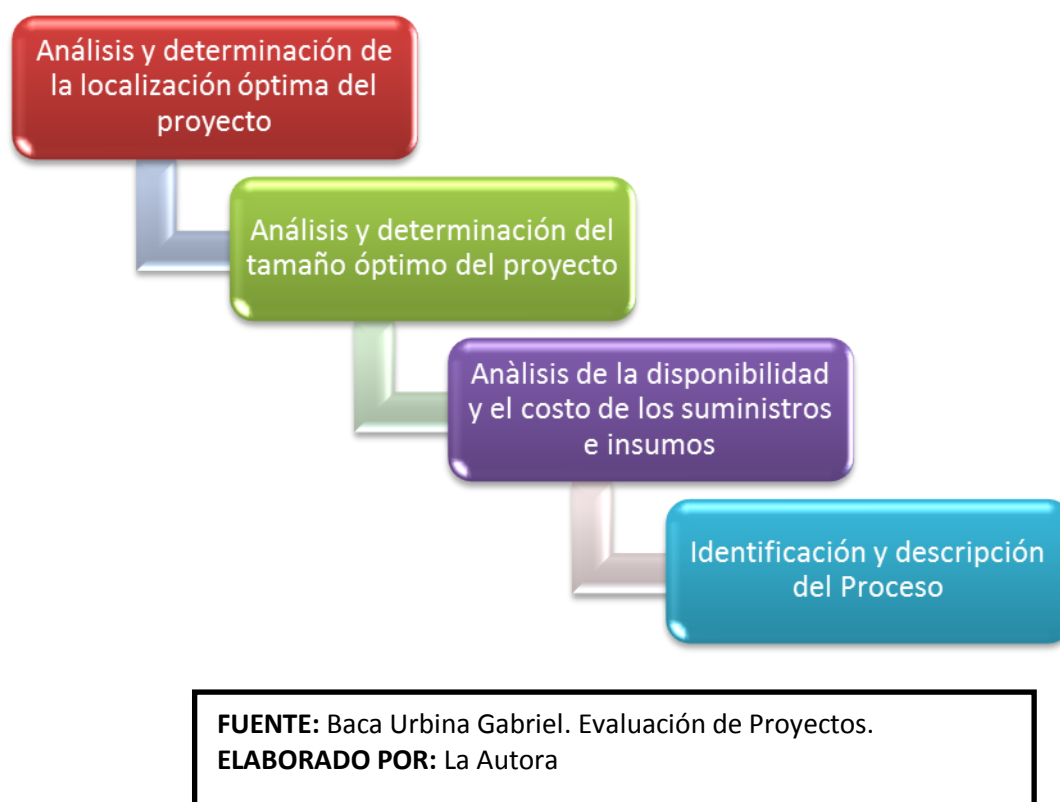 Análisis y determinación de
la localización óptima del
proyecto
Análisis y determinación del
tamaño óptimo del proyecto
Anàlisis de la disponibilidad
y el costo de los suministros
e insumos
Identificación y descripción
del Proceso
FUENTE: Baca Urbina Gabriel. Evaluación de Proyectos.
ELABORADO POR: La Autora